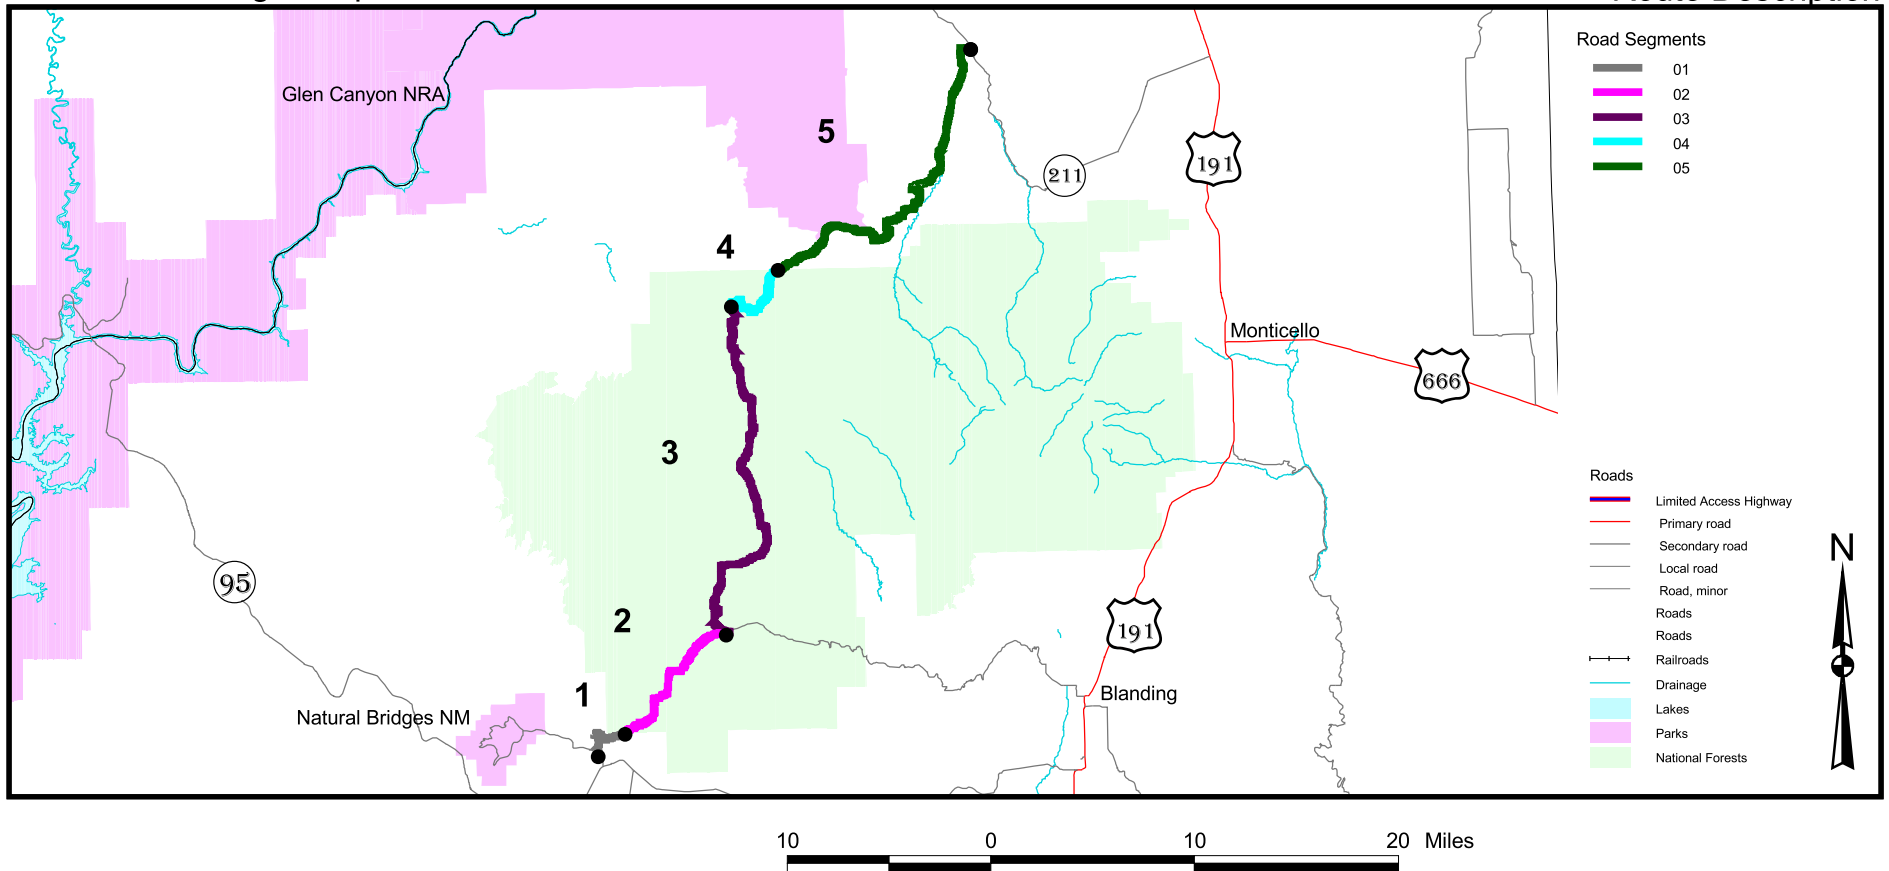 Glen Canyon NRA
5
211
191
4
Monticello
666
3
95
2
191
1
Blanding
Natural Bridges NM
Road Segments
01
02
03
04
05
Roads
Limited Access Highway
Primary road
Secondary road
Local road
Road, minor
Roads
Roads
Railroads
Drainage
Lakes
Parks
National Forests
N
10 0 10 20 Miles